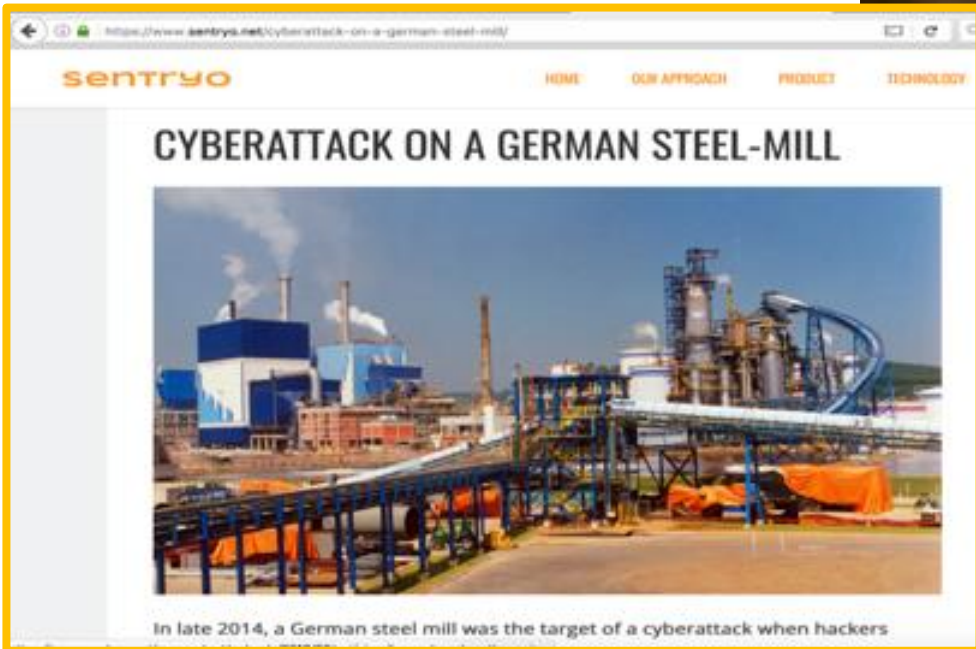 https://www.sentryo.net/cyberattack-on-a-german-steel-mill/
sentryo
HOME OUR APPROACH PRODUCT TECHNOLOGY
CYBERATTACK ON A GERMAN STEEL-MILL
In late 2014, a German steel mill was the target of a cyberattack when hackers